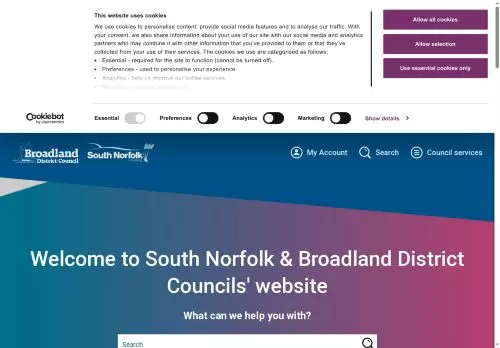 This website uses cookies
We use cookies to personalise content, provide social media features and to analyse our traffic. With
your consent, we also share information about your use of our site with our social media and analytics
partners who may combine it with other information that you've provided to them or that they've
collected from your use of their services. The cookies we use are categorised as follows:
• Essential - required for the site to function (cannot be turned off).
• Preferences - used to personalise your experience.
• Analytics - help us improve our online services.
Allow all cookies
Allow selection
Use essential cookies only
Cookiebot
by Usercentrics
Essential
Preferences
Analytics
Marketing
Show details
Broadland
District Council
South Norfolk
COUNCIL
My Account
Search
Council services
Welcome to South Norfolk & Broadland District
Councils' website
What can we help you with?
Search